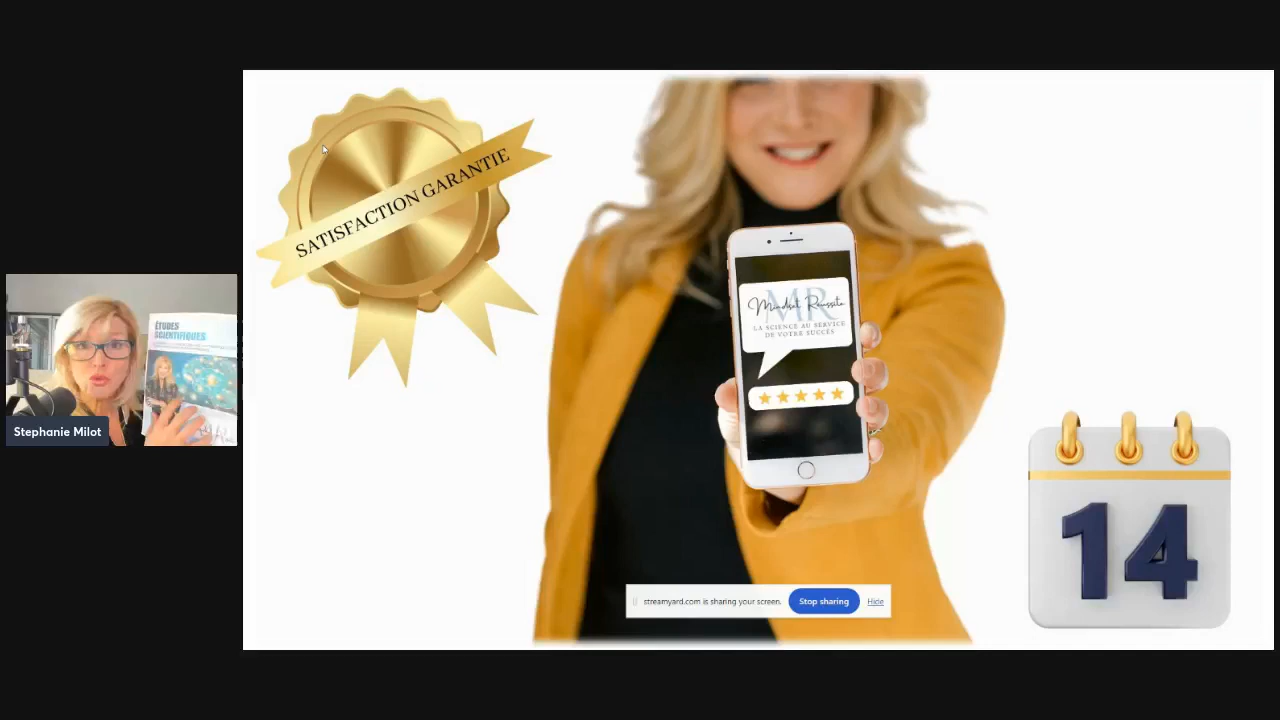 SATISFACTION GARANTIE
MR
Mindset Réussite
LA SCIENCE AU SERVICE
DE VOTRE SUCCÈS
ÉTUDES
SCIENTIFIQUES
Stephanie Milot
14
streamyard.com is sharing your screen.
Stop sharing
Hide